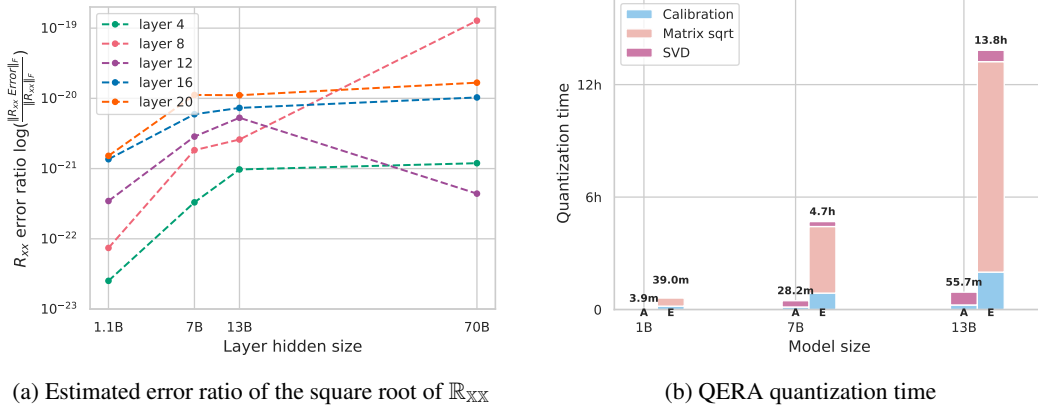 10⁻¹⁹
10⁻²⁰
10⁻²¹
10⁻²²
10⁻²³
R_xx error ratio log(‖R_xx Error‖_F / ‖R_xx‖_F)
layer 4
layer 8
layer 12
layer 16
layer 20
1.1B 7B 13B 70B
Layer hidden size
(a) Estimated error ratio of the square root of ℝ_𝕏𝕏
Calibration
Matrix sqrt
SVD
Quantization time
12h
6h
0
3.9m
39.0m
28.2m
4.7h
55.7m
13.8h
A E A E A E
1B 7B 13B
Model size
(b) QERA quantization time